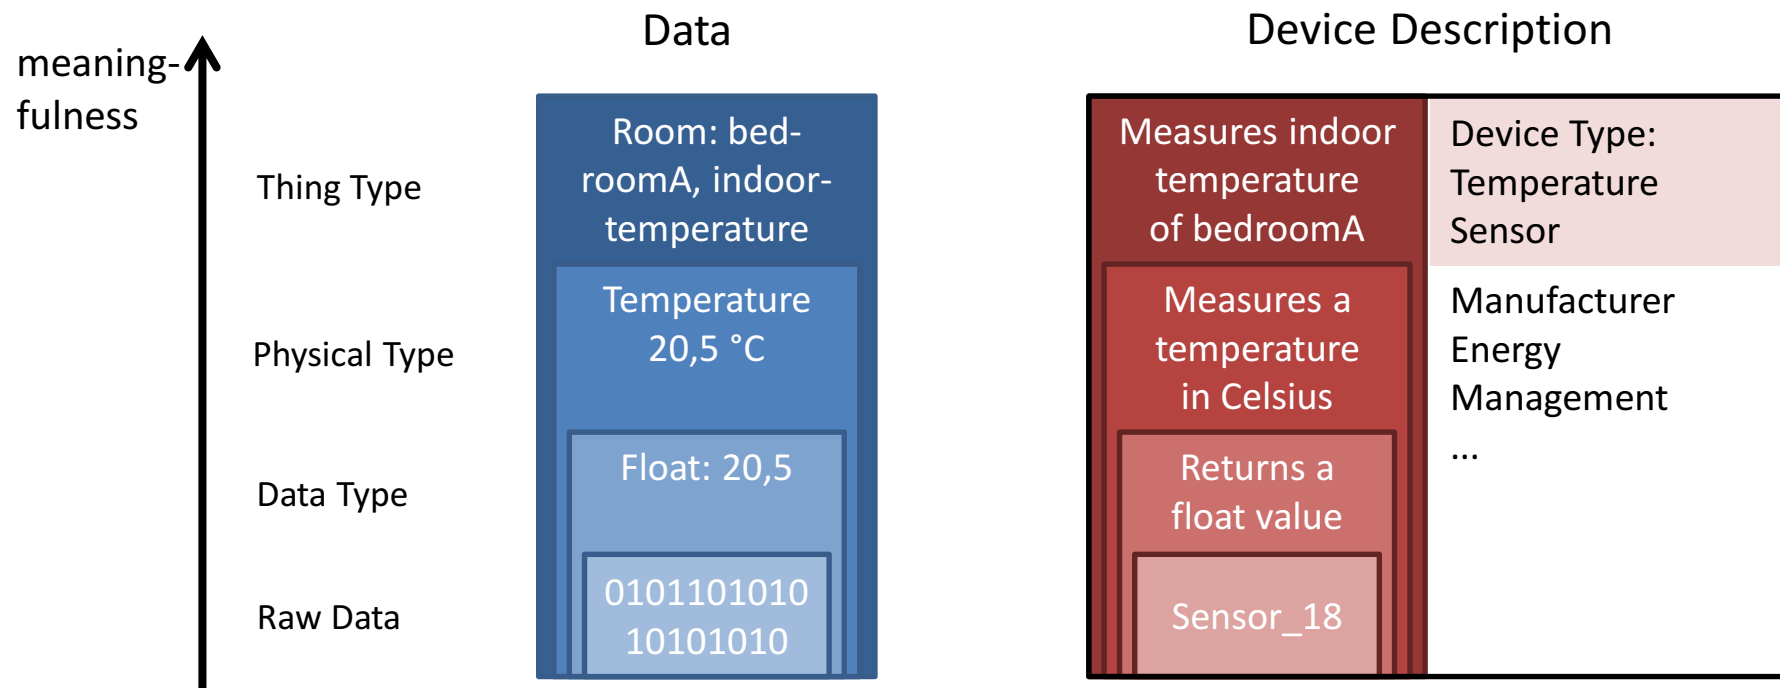 Data
Device Description
meaning-
fulness
Thing Type
Room: bed-
roomA, indoor-
temperature
Measures indoor
temperature
of bedroomA
Device Type:
Temperature
Sensor
Physical Type
Temperature
20,5 °C
Measures a
temperature
in Celsius
Manufacturer
Energy
Management
...
Data Type
Float: 20,5
Returns a
float value
Raw Data
0101101010
10101010
Sensor_18